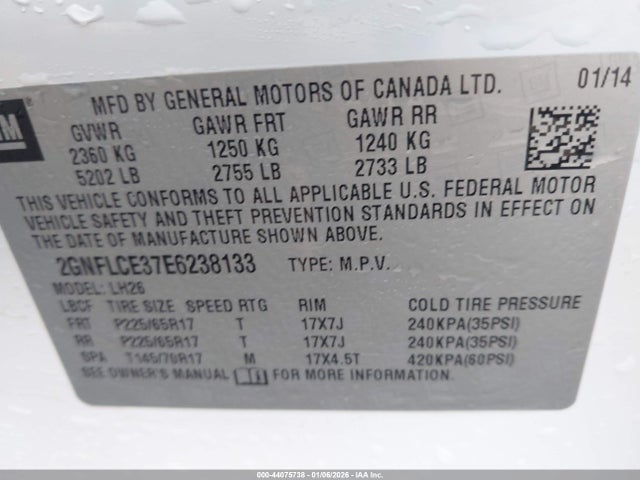 GM
MFD BY GENERAL MOTORS OF CANADA LTD. 01/14
GVWR GAWR FRT GAWR RR
2360 KG 1250 KG 1240 KG
5202 LB 2755 LB 2733 LB
THIS VEHICLE CONFORMS TO ALL APPLICABLE U.S. FEDERAL MOTOR
VEHICLE SAFETY AND THEFT PREVENTION STANDARDS IN EFFECT ON
THE DATE OF MANUFACTURE SHOWN ABOVE.
2GNFLCE37E6238133 TYPE: M.P.V.
MODEL: LH26
LBCF TIRE SIZE SPEED RTG RIM COLD TIRE PRESSURE
FRT P225/65R17 T 17X7J 240KPA(35PSI)
RR P225/65R17 T 17X7J 240KPA(35PSI)
SPA T145/70R17 M 17X4.5T 420KPA(60PSI)
SEE OWNER'S MANUAL FOR MORE INFORMATION.
000-44075738 - 01/06/2026 - IAAI.COM